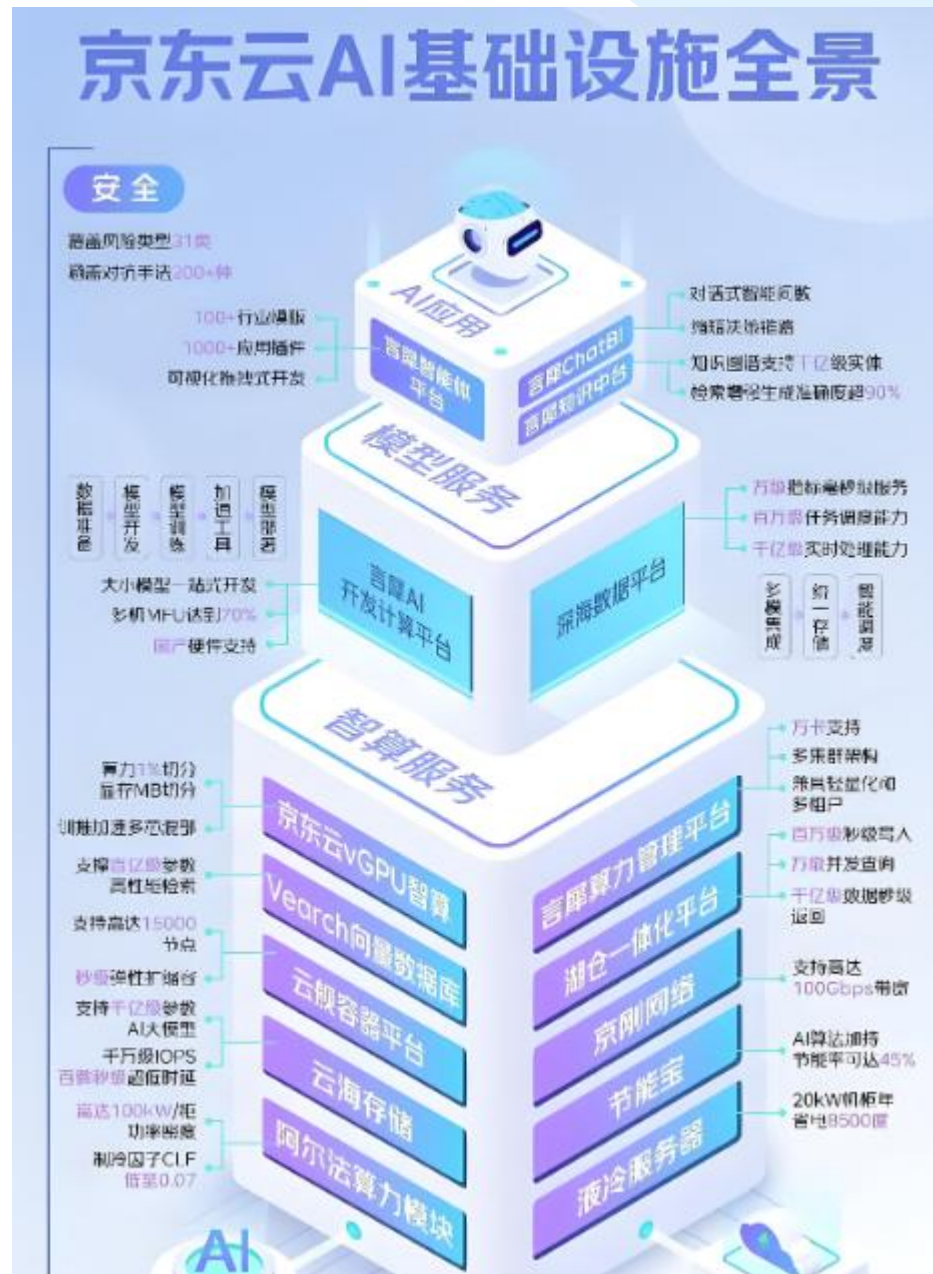 京东云AI基础设施全景
安全
覆盖风险类型31类
涵盖对抗手法200+种
100+行业模版
1000+应用插件
可视化拖拽式开发
AI应用
言犀智能体
平台
言犀ChatBI
言犀知识中台
对话式智能问数
缩短决策链路
知识图谱支持千亿级实体
检索增强生成准确度超90%
模型服务
数据准备
模型开发
模型训练
加速工具
模型部署
大小模型一站式开发
多机MFU达到70%
国产硬件支持
言犀AI
开发计算平台
深海数据平台
万级指标毫秒级服务
百万级任务调度能力
千亿级实时处理能力
多模集成
统一存储
智能调度
智算服务
算力1%切分
显存MB切分
训推加速多元混部
支撑百亿级参数
高性能检索
支持高达15000
节点
秒级弹性扩缩容
支持千亿级参数
AI大模型
千万级IOPS
百微秒级超低时延
高达100kW/柜
功率密度
制冷因子CLF
低至0.07
京东云vGPU智算
Vearch向量数据库
云舰容器平台
云海存储
阿尔法算力模块
言犀算力管理平台
湖仓一体化平台
京刚网络
节能宝
液冷服务器
万卡支持
多集群架构
兼具轻量化和
多租户
百万级秒级写入
万级并发查询
千亿级数据秒级
返回
支持高达
100Gbps带宽
AI算法加持
节能率可达45%
20kW机柜年
省电8500度
AI